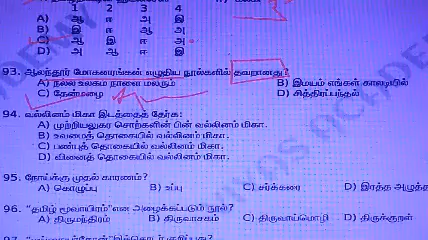 1 2 3 4
A) ஈ அ இ
B) இ ஈ ஆ அ
C) ஆ இ ஈ அ
D) அ ஆ ஈ இ
93. ஆலந்தூர் மோகனரங்கன் எழுதிய நூல்களில் தவறானது?
A) நல்ல உலகம் நாளை மலரும் B) இமயம் எங்கள் காலடியில்
C) தேன்மழை D) சித்திரப்பந்தல்
94. வல்லினம் மிகா இடத்தைத் தேர்க:
A) முற்றியலுகர சொற்களின் பின் வல்லினம் மிகா.
B) உவமைத் தொகையில் வல்லினம் மிகா.
C) பண்புத் தொகையில் வல்லினம் மிகா.
D) வினைத் தொகையில் வல்லினம் மிகா.
95. நோய்க்கு முதல் காரணம்?
A) கொழுப்பு B) உப்பு C) சர்க்கரை D) இரத்த அழுத்த
96. "தமிழ் மூவாயிரம்" என அழைக்கப்படும் நூல்?
A) திருமந்திரம் B) திருவாசகம் C) திருவாய்மொழி D) திருக்குறள்